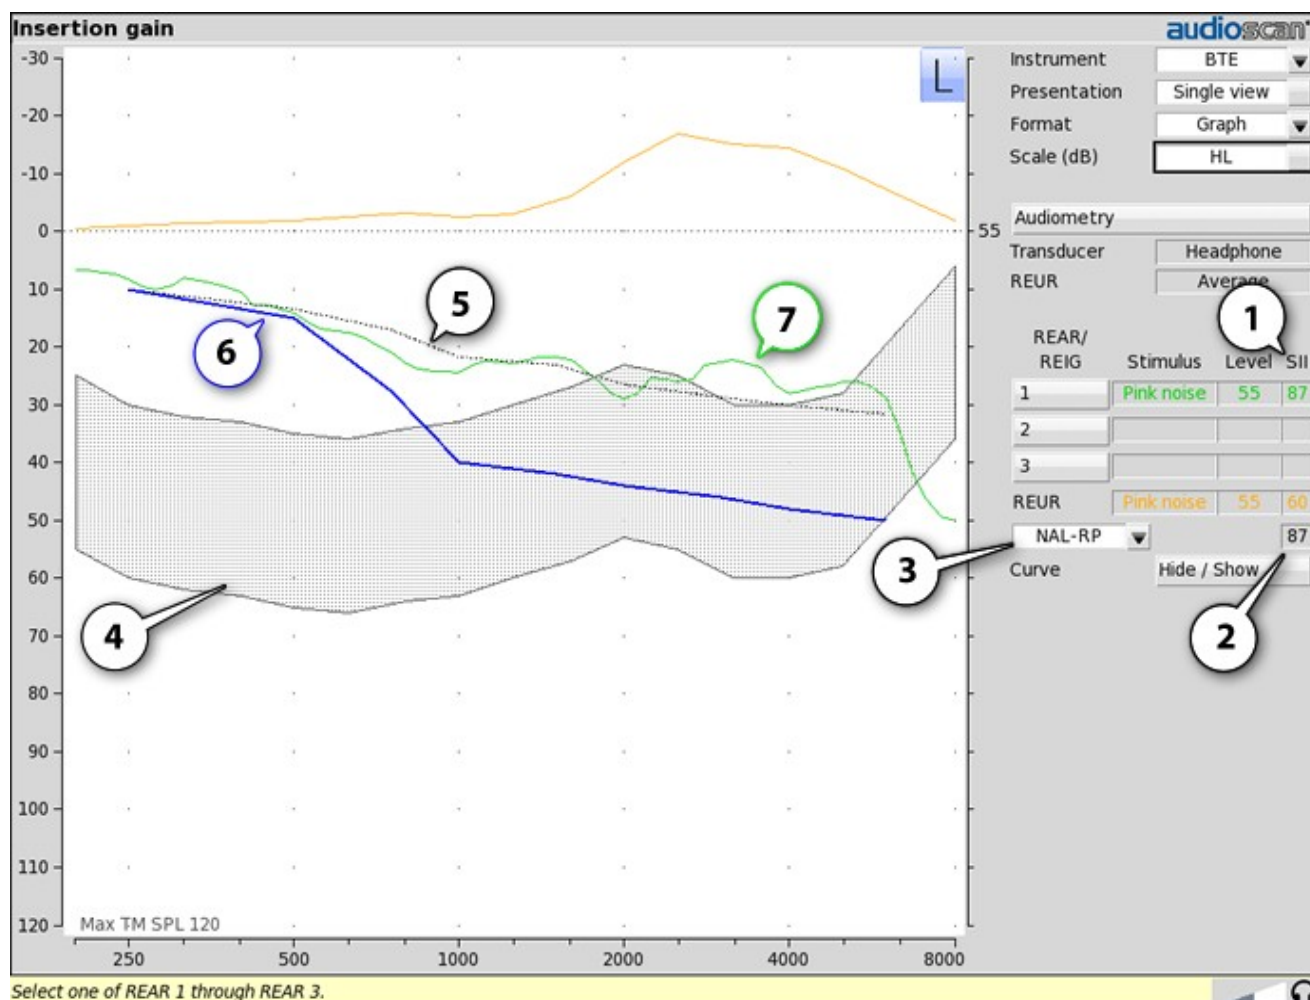 Insertion gain
audioscan
-30
-20
-10
0
10
20
30
40
50
60
70
80
90
100
110
120
L
55
1
2
3
4
5
6
7
Max TM SPL 120
250 500 1000 2000 4000 8000
Instrument BTE
Presentation Single view
Format Graph
Scale (dB) HL
Audiometry
Transducer Headphone
REUR Average
REAR/
REIG Stimulus Level SII
1 Pink noise 55 87
2
3
REUR Pink noise 55 60
NAL-RP 87
Curve Hide / Show
Select one of REAR 1 through REAR 3.